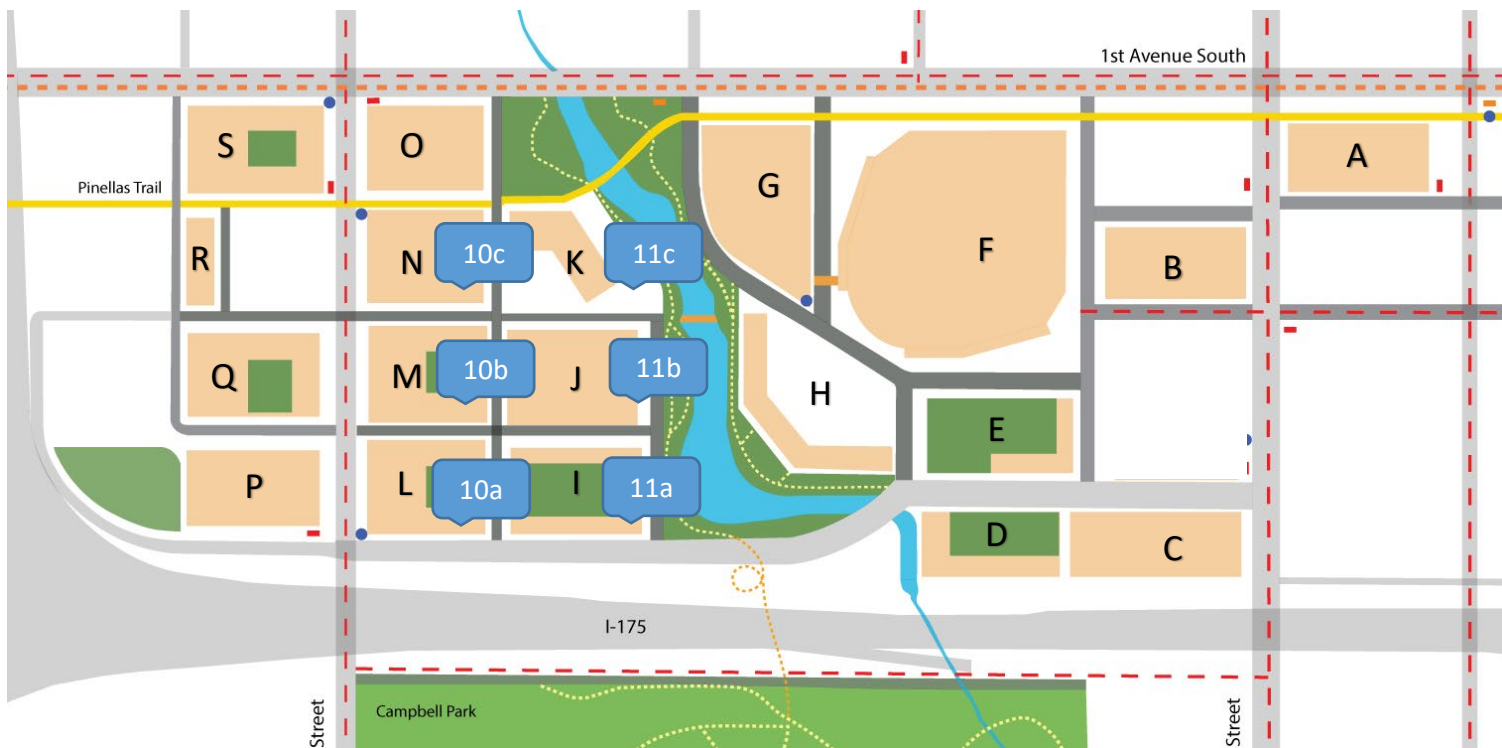 1st Avenue South
S
O
G
A
Pinellas Trail
R
N
10c
K
11c
F
B
Q
M
10b
J
11b
H
E
P
L
10a
I
11a
D
C
I-175
Campbell Park
Street
Street